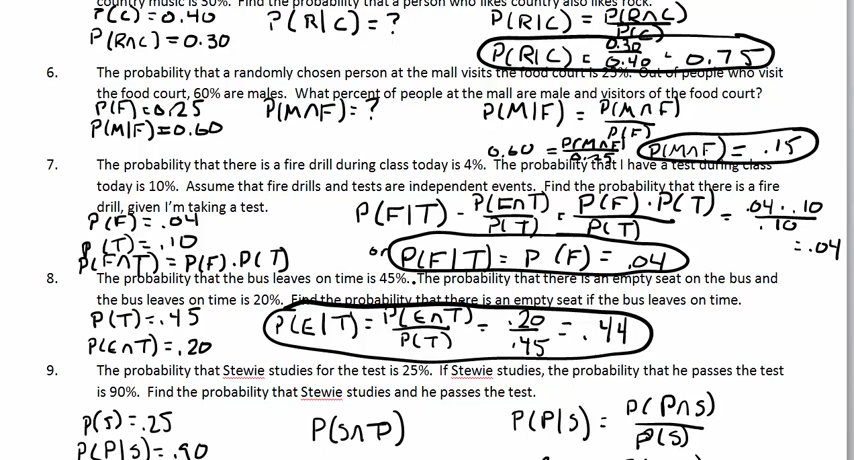 country music is 30%. Find the probability that a person who likes country also likes rock.
P(C) = 0.40
P(R∩C) = 0.30
P(R|C) = ?
P(R|C) = P(R∩C)/P(C)
P(R|C) = 0.30/0.40 = 0.75
6. The probability that a randomly chosen person at the mall visits the food court is 25%. Out of people who visit
the food court, 60% are males. What percent of people at the mall are male and visitors of the food court?
P(F) = 0.25
P(M|F) = 0.60
P(M∩F) = ?
P(M|F) = P(M∩F)/P(F)
0.60 = P(M∩F)/0.25
P(M∩F) = .15
7. The probability that there is a fire drill during class today is 4%. The probability that I have a test during class
today is 10%. Assume that fire drills and tests are independent events. Find the probability that there is a fire
drill, given I'm taking a test.
P(F) = .04
P(T) = .10
P(F∩T) = P(F).P(T)
P(F|T) = P(F∩T)/P(T) = P(F)·P(T)/P(T) = .04·.10/.10
= .04
or P(F|T) = P(F) = .04
8. The probability that the bus leaves on time is 45%. The probability that there is an empty seat on the bus and
the bus leaves on time is 20%. Find the probability that there is an empty seat if the bus leaves on time.
P(T) = .45
P(E∩T) = .20
P(E|T) = P(E∩T)/P(T) = .20/.45 = .44
9. The probability that Stewie studies for the test is 25%. If Stewie studies, the probability that he passes the test
is 90%. Find the probability that Stewie studies and he passes the test.
P(S) = .25
P(P|S) = .90
P(S∩P)
P(P|S) = P(P∩S)/P(S)